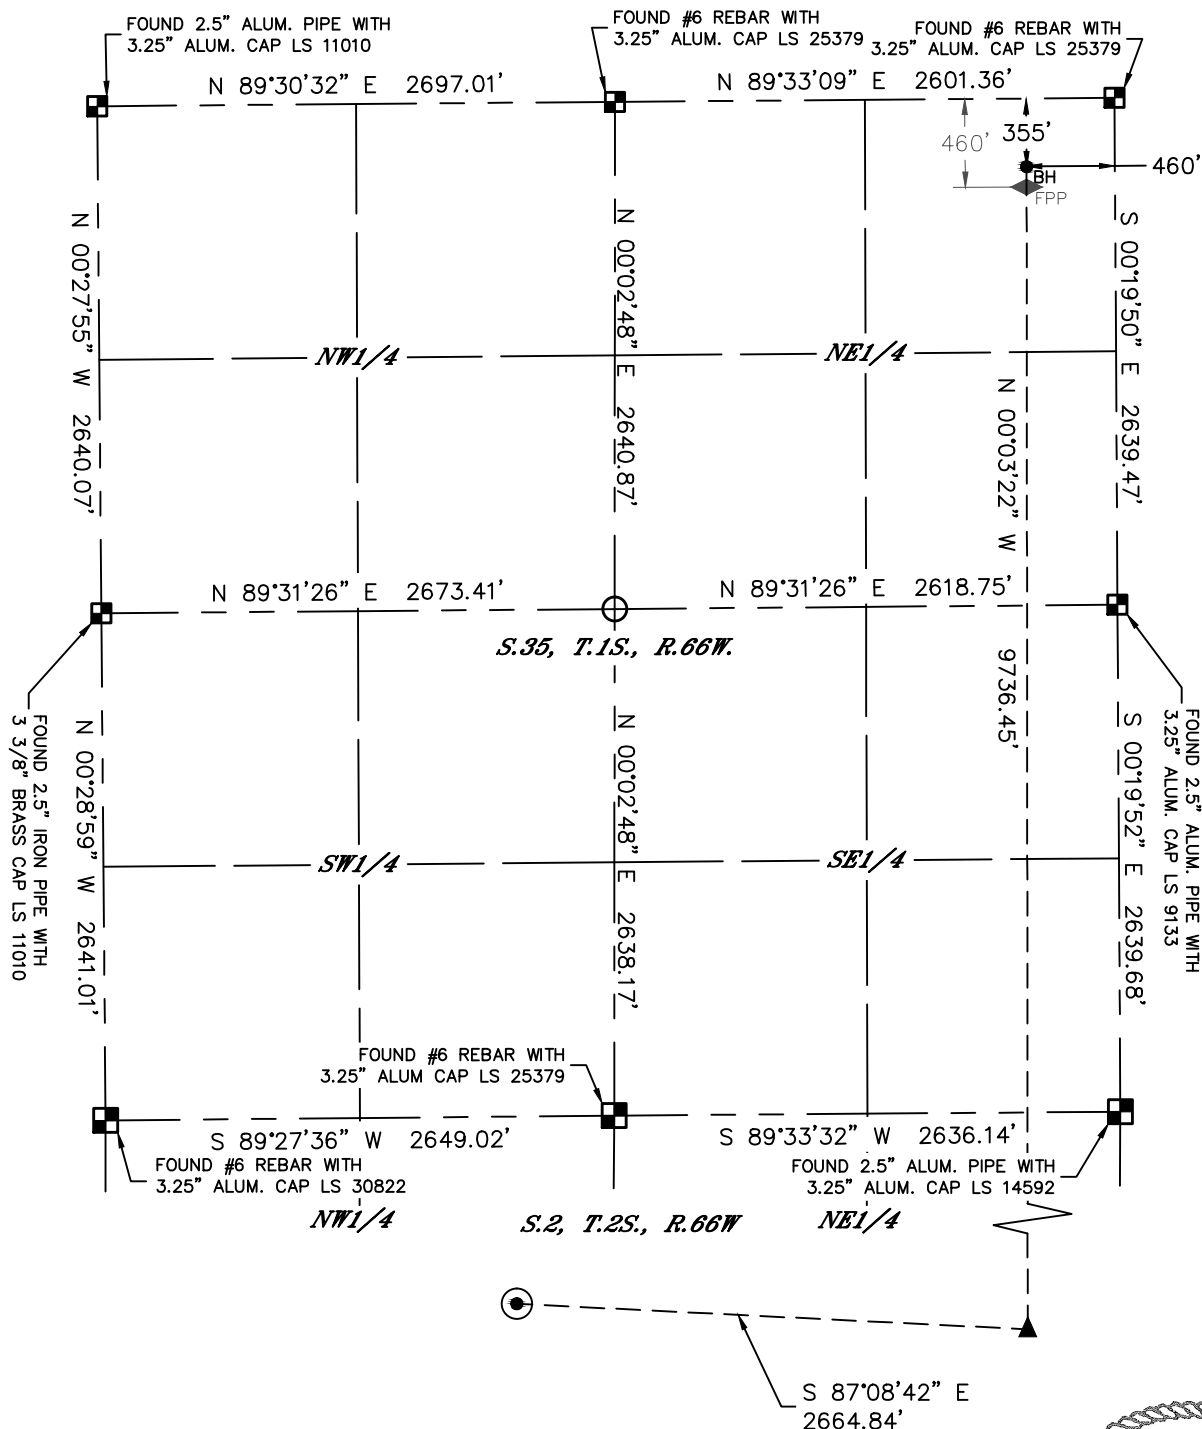 FOUND 2.5" ALUM. PIPE WITH
3.25" ALUM. CAP LS 11010
FOUND #6 REBAR WITH
3.25" ALUM. CAP LS 25379
FOUND #6 REBAR WITH
3.25" ALUM. CAP LS 25379
N 89°30'32" E 2697.01'
N 89°33'09" E 2601.36'
460'
355'
460'
BH
FPP
N 00°27'55" W 2640.07'
N 00°02'48" E 2640.87'
S 00°19'50" E 2639.47'
NW1/4
NE1/4
N 00°03'22" W 9736.45'
N 89°31'26" E 2673.41'
N 89°31'26" E 2618.75'
S.35, T.1S., R.66W.
FOUND 2.5" IRON PIPE WITH
3 3/8" BRASS CAP LS 11010
FOUND 2.5" ALUM. PIPE WITH
3.25" ALUM. CAP LS 9133
N 00°28'59" W 2641.01'
N 00°02'48" E 2638.17'
S 00°19'52" E 2639.68'
SW1/4
SE1/4
FOUND #6 REBAR WITH
3.25" ALUM CAP LS 25379
S 89°27'36" W 2649.02'
S 89°33'32" W 2636.14'
FOUND #6 REBAR WITH
3.25" ALUM. CAP LS 30822
FOUND 2.5" ALUM. PIPE WITH
3.25" ALUM. CAP LS 14592
NW1/4
S.2, T.2S., R.66W
NE1/4
S 87°08'42" E
2664.84'